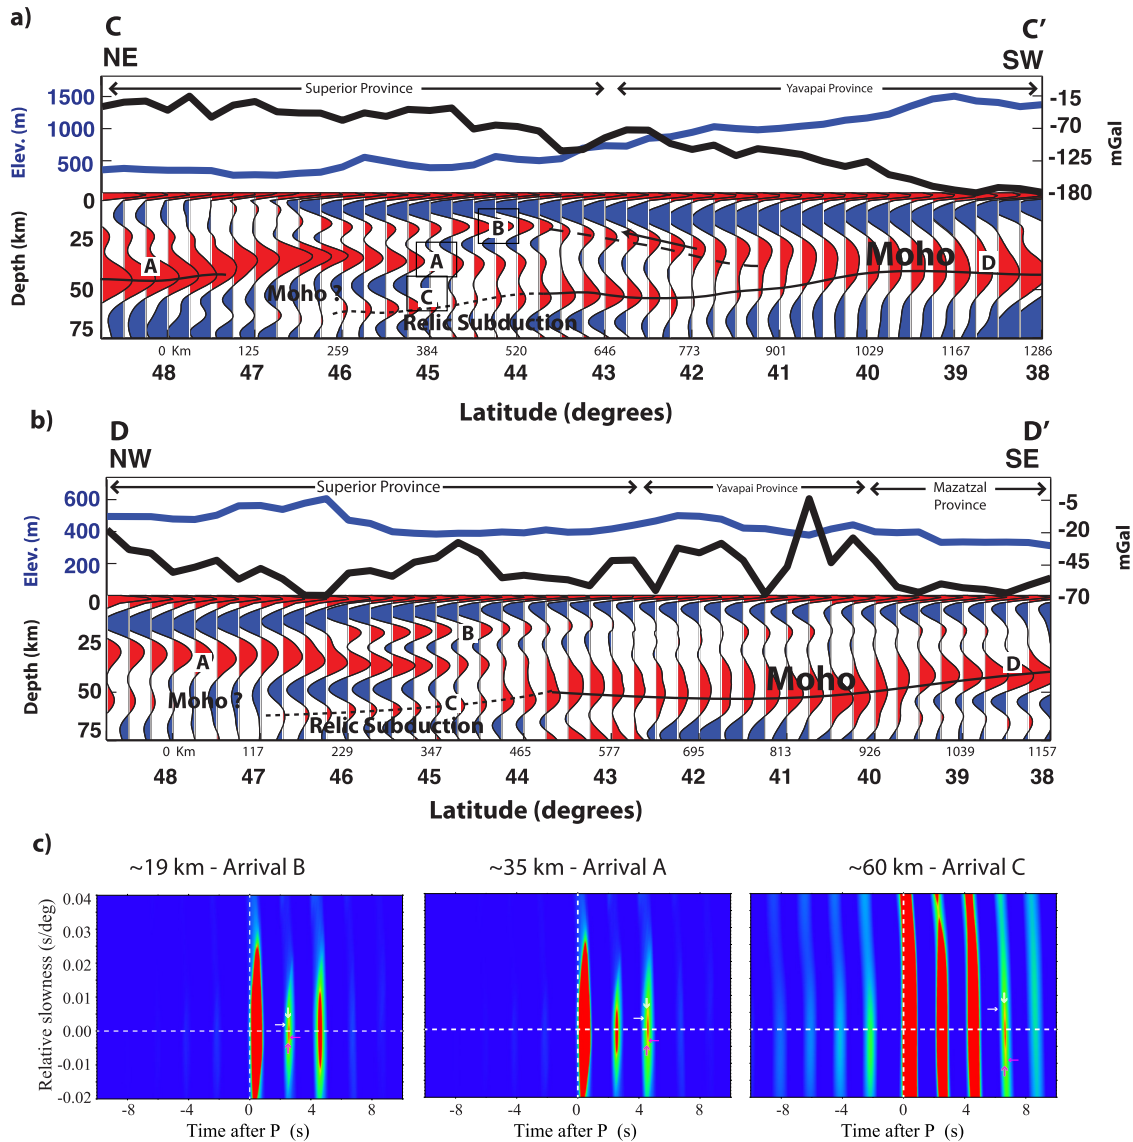 a)
C
NE
C’
SW
Superior Province
Yavapai Province
1500
1000
500
Elev. (m)
-15
-70
-125
-180
mGal
0
25
50
75
Depth (km)
A
B
A
C
D
Moho
Moho ?
Relic Subduction
0 Km 125 259 384 520 646 773 901 1029 1167 1286
48 47 46 45 44 43 42 41 40 39 38
Latitude (degrees)
b)
D
NW
D’
SE
Superior Province
Yavapai Province
Mazatzal
Province
600
400
200
Elev. (m)
-5
-20
-45
-70
mGal
0
25
50
75
Depth (km)
A
B
C
D
Moho
Moho ?
Relic Subduction
0 Km 117 229 347 465 577 695 813 926 1039 1157
48 47 46 45 44 43 42 41 40 39 38
Latitude (degrees)
c)
~19 km - Arrival B
~35 km - Arrival A
~60 km - Arrival C
Relative slowness (s/deg)
0.04
0.03
0.02
0.01
0.00
-0.01
-0.02
-8 -4 0 4 8
-8 -4 0 4 8
-8 -4 0 4 8
Time after P (s)
Time after P (s)
Time after P (s)